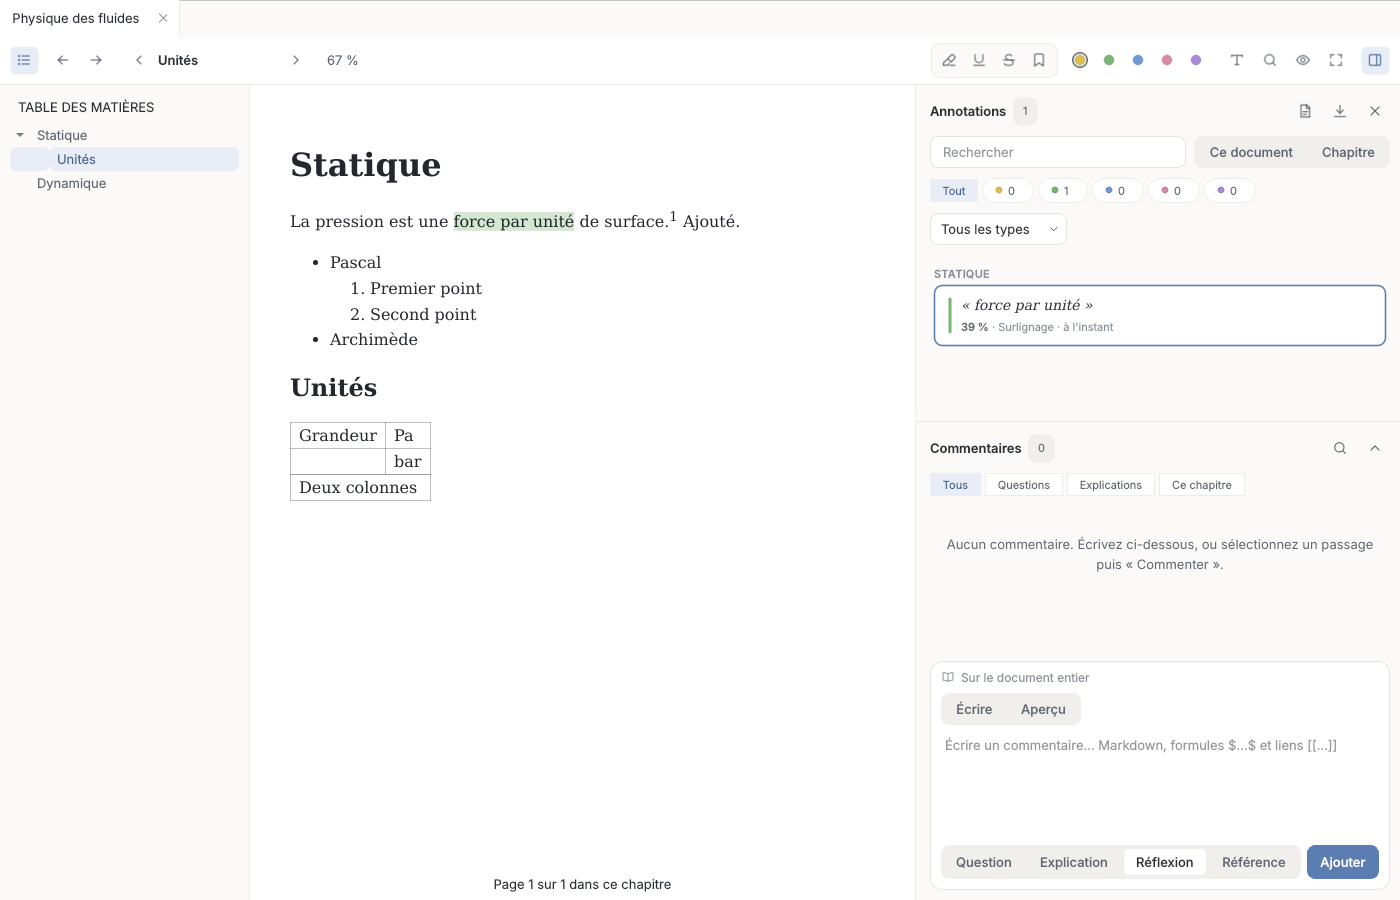 Physique des fluides
Unités
67 %
TABLE DES MATIÈRES
Statique
Unités
Dynamique
Statique
La pression est une force par unité de surface.1 Ajouté.
• Pascal
1. Premier point
2. Second point
• Archimède
Unités
Grandeur Pa
bar
Deux colonnes
Page 1 sur 1 dans ce chapitre
Annotations 1
Rechercher
Ce document Chapitre
Tout 0 1 0 0 0
Tous les types
STATIQUE
« force par unité »
39 % · Surlignage · à l'instant
Commentaires 0
Tous Questions Explications Ce chapitre
Aucun commentaire. Écrivez ci-dessous, ou sélectionnez un passage
puis « Commenter ».
Sur le document entier
Écrire Aperçu
Écrire un commentaire... Markdown, formules $...$ et liens [[...]]
Question Explication Réflexion Référence Ajouter